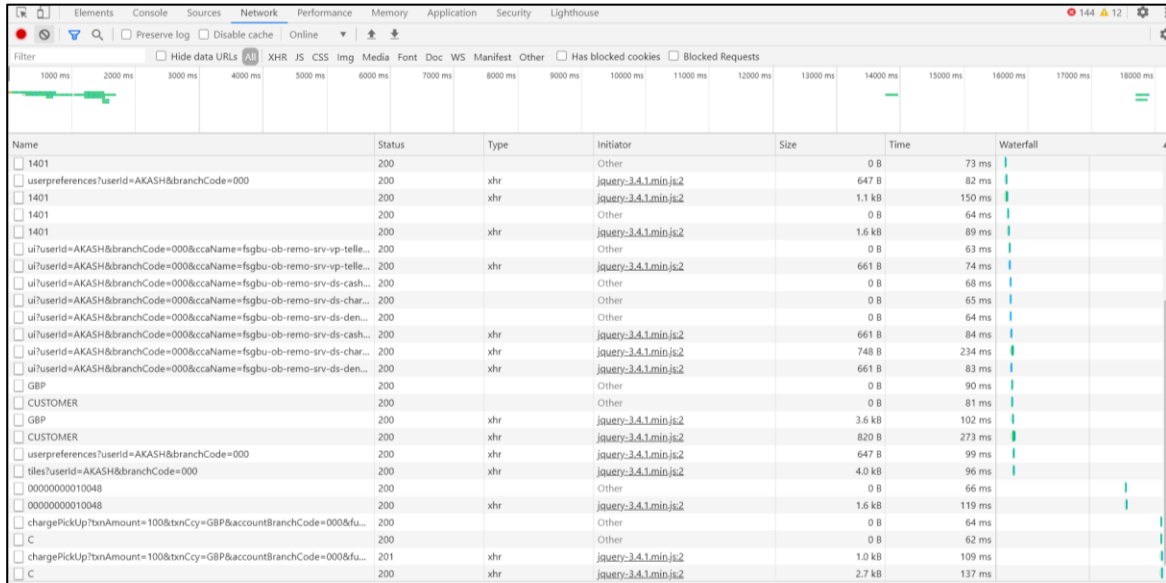 Elements Console Sources Network Performance Memory Application Security Lighthouse 144 12
Preserve log Disable cache Online
Filter Hide data URLs All XHR JS CSS Img Media Font Doc WS Manifest Other Has blocked cookies Blocked Requests
1000 ms 2000 ms 3000 ms 4000 ms 5000 ms 6000 ms 7000 ms 8000 ms 9000 ms 10000 ms 11000 ms 12000 ms 13000 ms 14000 ms 15000 ms 16000 ms 17000 ms 18000 ms
Name Status Type Initiator Size Time Waterfall
1401 200 Other 0 B 73 ms
userpreferences?userId=AKASH&branchCode=000 200 xhr jquery-3.4.1.min.js:2 647 B 82 ms
1401 200 xhr jquery-3.4.1.min.js:2 1.1 kB 150 ms
1401 200 Other 0 B 64 ms
1401 200 xhr jquery-3.4.1.min.js:2 1.6 kB 89 ms
ui?userId=AKASH&branchCode=000&ccaName=fsgbu-ob-remo-srv-vp-telle... 200 Other 0 B 63 ms
ui?userId=AKASH&branchCode=000&ccaName=fsgbu-ob-remo-srv-vp-telle... 200 xhr jquery-3.4.1.min.js:2 661 B 74 ms
ui?userId=AKASH&branchCode=000&ccaName=fsgbu-ob-remo-srv-ds-cash... 200 Other 0 B 68 ms
ui?userId=AKASH&branchCode=000&ccaName=fsgbu-ob-remo-srv-ds-char... 200 Other 0 B 65 ms
ui?userId=AKASH&branchCode=000&ccaName=fsgbu-ob-remo-srv-ds-den... 200 Other 0 B 64 ms
ui?userId=AKASH&branchCode=000&ccaName=fsgbu-ob-remo-srv-ds-cash... 200 xhr jquery-3.4.1.min.js:2 661 B 84 ms
ui?userId=AKASH&branchCode=000&ccaName=fsgbu-ob-remo-srv-ds-char... 200 xhr jquery-3.4.1.min.js:2 748 B 234 ms
ui?userId=AKASH&branchCode=000&ccaName=fsgbu-ob-remo-srv-ds-den... 200 xhr jquery-3.4.1.min.js:2 661 B 83 ms
GBP 200 Other 0 B 90 ms
CUSTOMER 200 Other 0 B 81 ms
GBP 200 xhr jquery-3.4.1.min.js:2 3.6 kB 102 ms
CUSTOMER 200 xhr jquery-3.4.1.min.js:2 820 B 273 ms
userpreferences?userId=AKASH&branchCode=000 200 xhr jquery-3.4.1.min.js:2 647 B 99 ms
tiles?userId=AKASH&branchCode=000 200 xhr jquery-3.4.1.min.js:2 4.0 kB 96 ms
00000000010048 200 Other 0 B 66 ms
00000000010048 200 xhr jquery-3.4.1.min.js:2 1.6 kB 119 ms
chargePickUp?txnAmount=100&txnCcy=GBP&accountBranchCode=000&fu... 200 Other 0 B 64 ms
C 200 Other 0 B 62 ms
chargePickUp?txnAmount=100&txnCcy=GBP&accountBranchCode=000&fu... 201 xhr jquery-3.4.1.min.js:2 1.0 kB 109 ms
C 200 xhr jquery-3.4.1.min.js:2 2.7 kB 137 ms